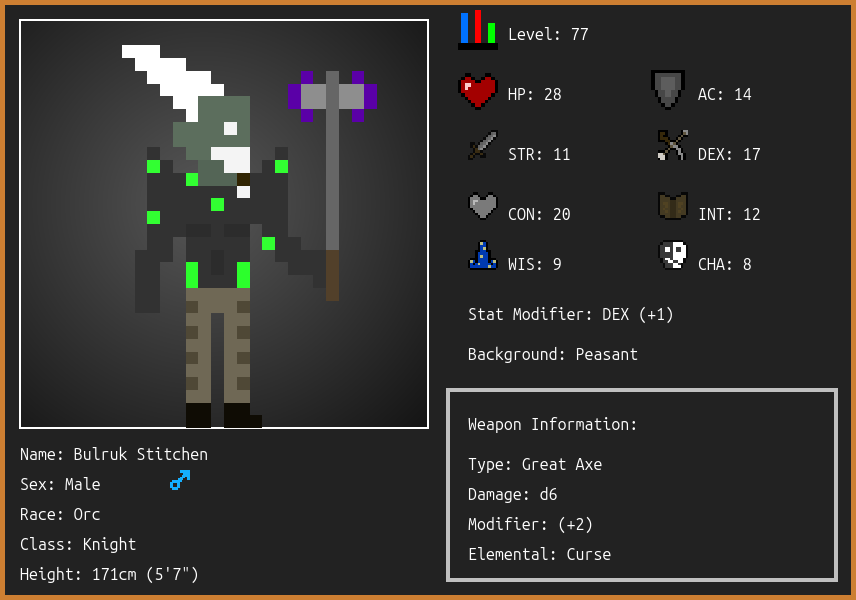 Level: 77
HP: 28
AC: 14
STR: 11
DEX: 17
CON: 20
INT: 12
WIS: 9
CHA: 8
Stat Modifier: DEX (+1)
Background: Peasant
Weapon Information:
Type: Great Axe
Damage: d6
Modifier: (+2)
Elemental: Curse
Name: Bulruk Stitchen
Sex: Male
Race: Orc
Class: Knight
Height: 171cm (5'7")